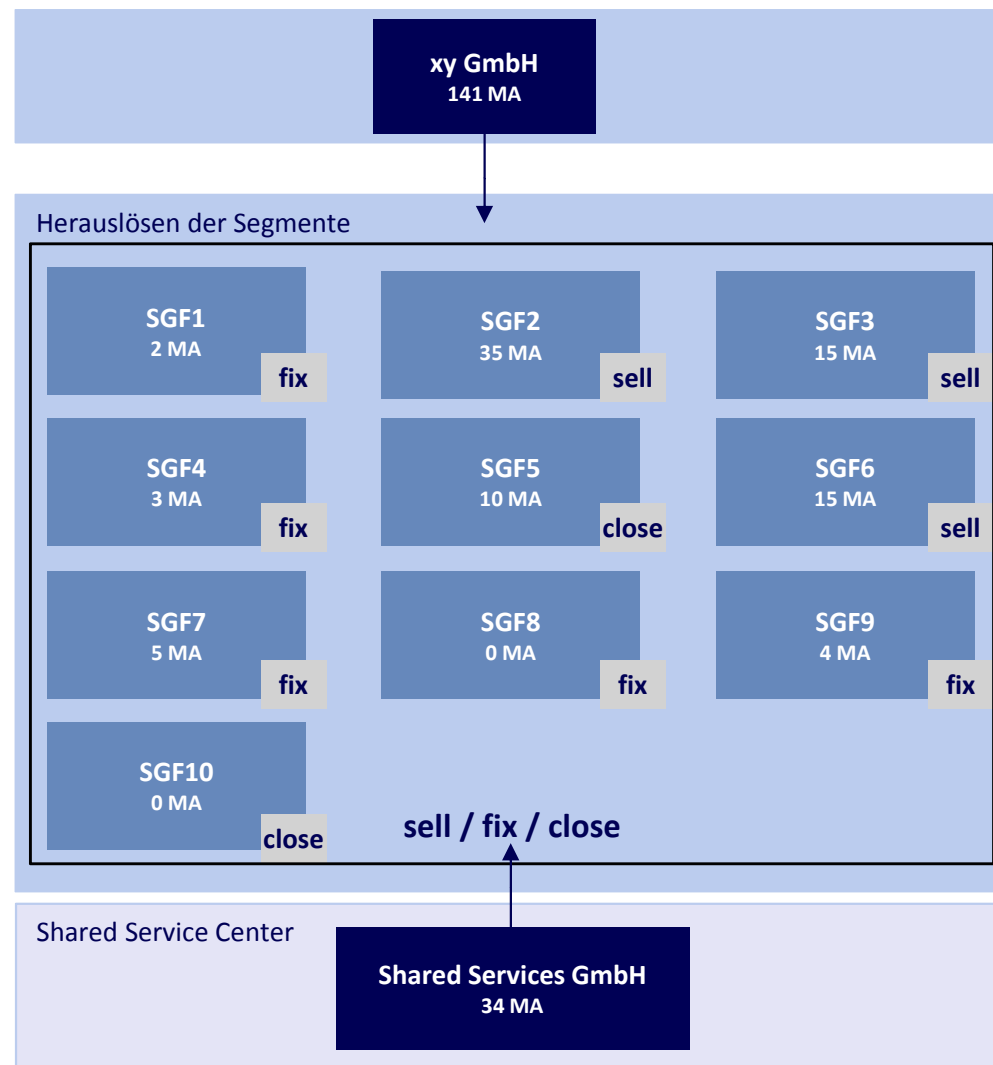 xy GmbH
141 MA
Herauslösen der Segmente
SGF1
2 MA
fix
SGF2
35 MA
sell
SGF3
15 MA
sell
SGF4
3 MA
fix
SGF5
10 MA
close
SGF6
15 MA
sell
SGF7
5 MA
fix
SGF8
0 MA
fix
SGF9
4 MA
fix
SGF10
0 MA
close
sell / fix / close
Shared Service Center
Shared Services GmbH
34 MA